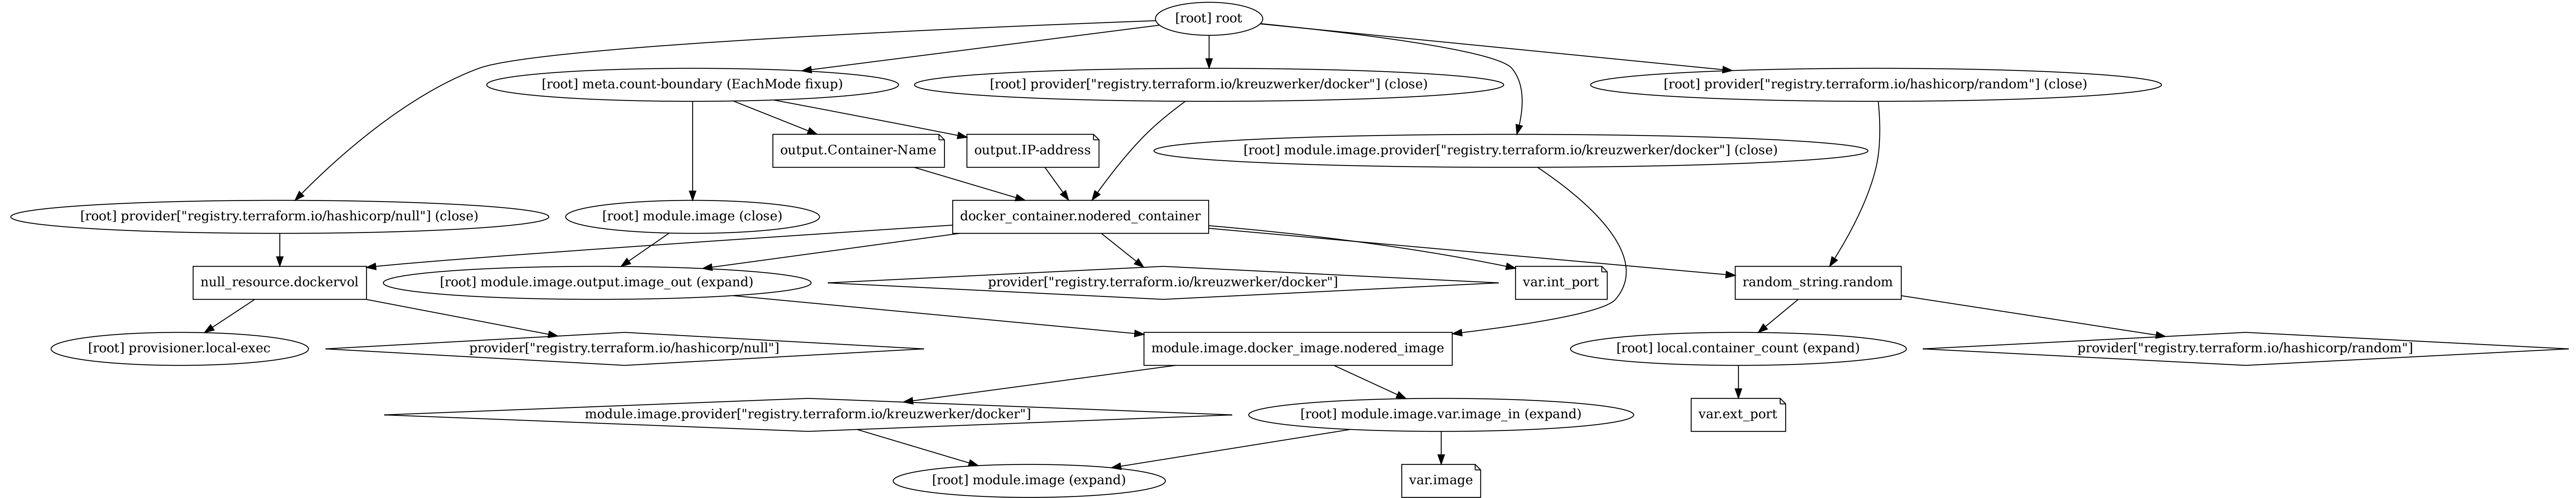 [root] root
[root] meta.count-boundary (EachMode fixup)
[root] provider["registry.terraform.io/kreuzwerker/docker"] (close)
[root] provider["registry.terraform.io/hashicorp/random"] (close)
output.Container-Name
output.IP-address
[root] module.image.provider["registry.terraform.io/kreuzwerker/docker"] (close)
[root] provider["registry.terraform.io/hashicorp/null"] (close)
[root] module.image (close)
docker_container.nodered_container
null_resource.dockervol
[root] module.image.output.image_out (expand)
provider["registry.terraform.io/kreuzwerker/docker"]
var.int_port
random_string.random
[root] provisioner.local-exec
provider["registry.terraform.io/hashicorp/null"]
module.image.docker_image.nodered_image
[root] local.container_count (expand)
provider["registry.terraform.io/hashicorp/random"]
module.image.provider["registry.terraform.io/kreuzwerker/docker"]
[root] module.image.var.image_in (expand)
var.ext_port
[root] module.image (expand)
var.image